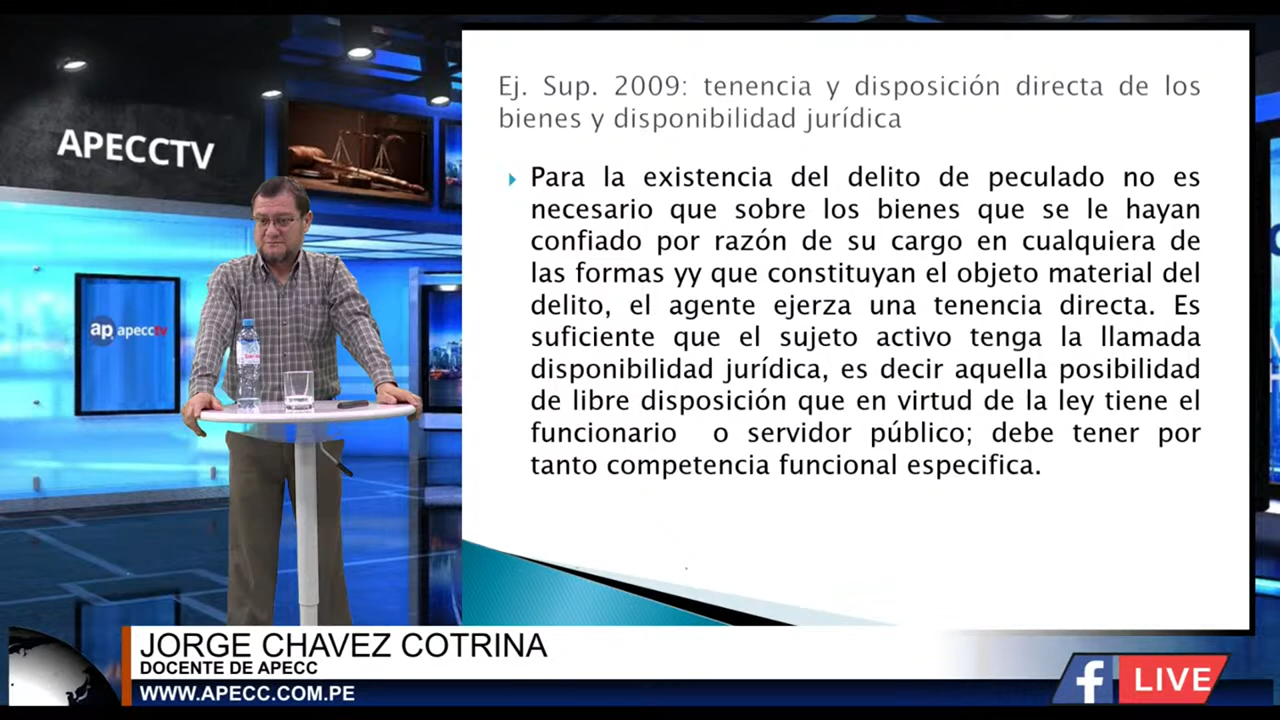 APECCTV
ap apecctv
Ej. Sup. 2009: tenencia y disposición directa de los
bienes y disponibilidad jurídica
Para la existencia del delito de peculado no es
necesario que sobre los bienes que se le hayan
confiado por razón de su cargo en cualquiera de
las formas yy que constituyan el objeto material del
delito, el agente ejerza una tenencia directa. Es
suficiente que el sujeto activo tenga la llamada
disponibilidad jurídica, es decir aquella posibilidad
de libre disposición que en virtud de la ley tiene el
funcionario o servidor público; debe tener por
tanto competencia funcional especifica.
JORGE CHAVEZ COTRINA
DOCENTE DE APECC
WWW.APECC.COM.PE
f LIVE